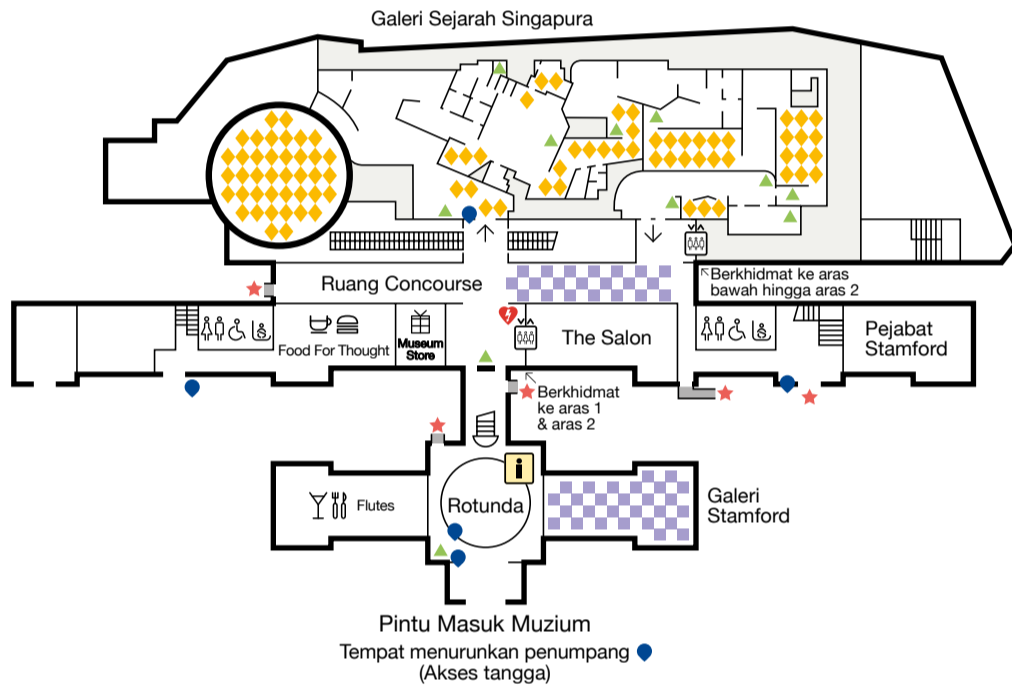 Galeri Sejarah Singapura
Ruang Concourse
Berkhidmat ke aras
bawah hingga aras 2
Food For Thought
Museum
Store
The Salon
Pejabat
Stamford
Berkhidmat
ke aras 1
& aras 2
i
Flutes
Rotunda
Galeri
Stamford
Pintu Masuk Muzium
Tempat menurunkan penumpang
(Akses tangga)